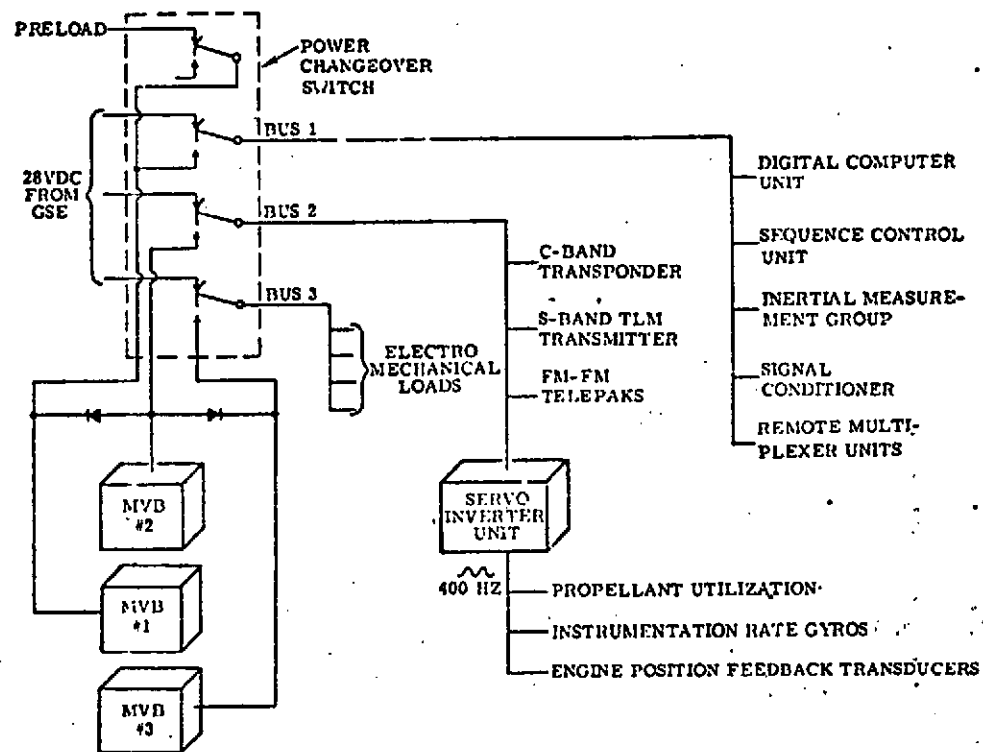 PRELOAD
POWER
CHANGEOVER
SWITCH
28VDC
FROM
GSE
BUS 1
BUS 2
BUS 3
DIGITAL COMPUTER
UNIT
SEQUENCE CONTROL
UNIT
INERTIAL MEASURE-
MENT GROUP
SIGNAL
CONDITIONER
REMOTE MULTI-
PLEXER UNITS
C-BAND
TRANSPONDER
S-BAND TLM
TRANSMITTER
FM-FM
TELEPAKS
ELECTRO
MECHANICAL
LOADS
MVB
#2
MVB
#1
MVB
#3
SERVO
INVERTER
UNIT
400 HZ
PROPELLANT UTILIZATION
INSTRUMENTATION RATE GYROS
ENGINE POSITION FEEDBACK TRANSDUCERS